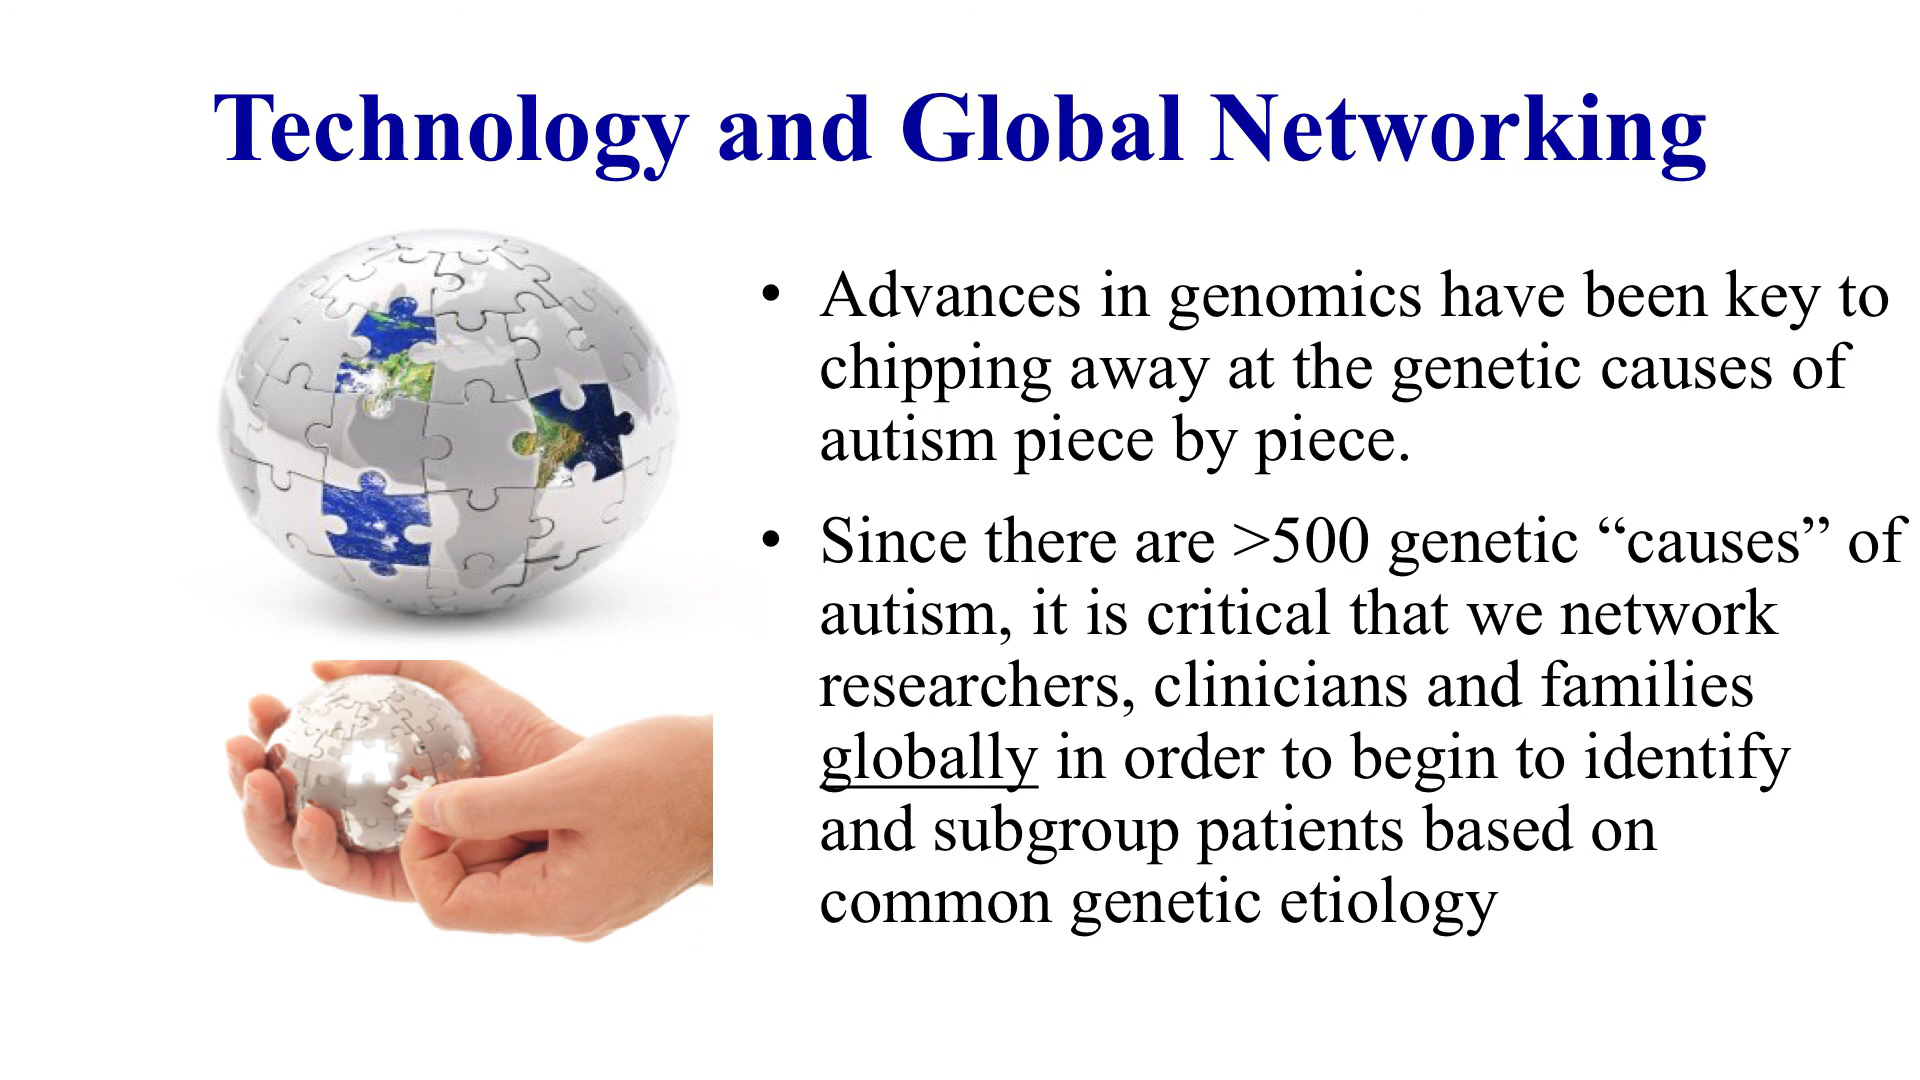 Technology and Global Networking
• Advances in genomics have been key to
chipping away at the genetic causes of
autism piece by piece.
• Since there are >500 genetic “causes” of
autism, it is critical that we network
researchers, clinicians and families
globally in order to begin to identify
and subgroup patients based on
common genetic etiology